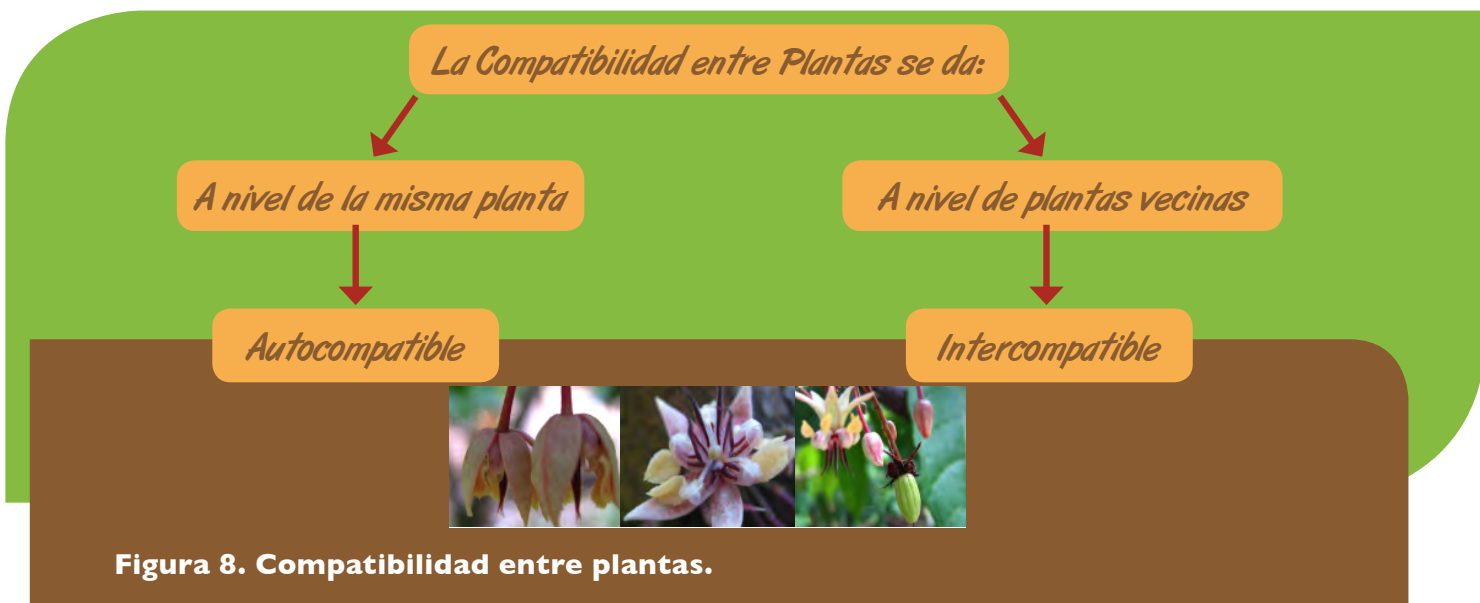 La Compatibilidad entre Plantas se da:
A nivel de la misma planta
A nivel de plantas vecinas
Autocompatible
Intercompatible
Figura 8. Compatibilidad entre plantas.